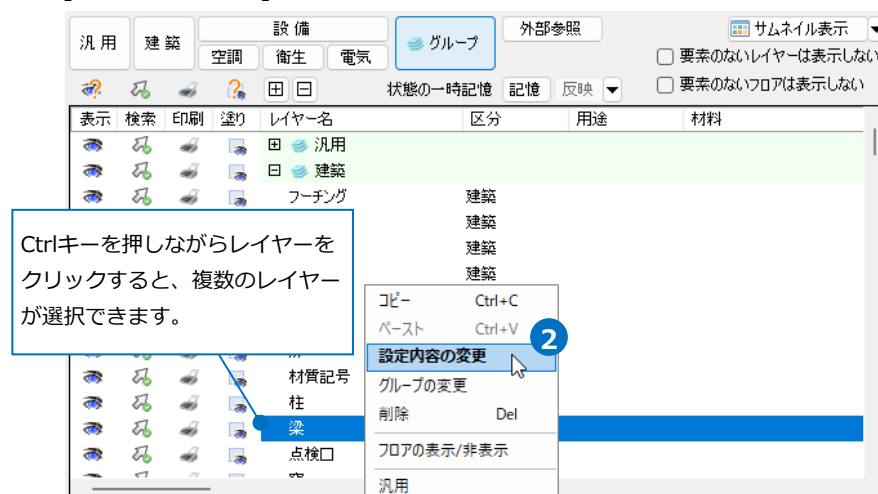 汎用 建築 設備 グループ 外部参照 サムネイル表示
空調 衛生 電気 要素のないレイヤーは表示しない
状態の一時記憶 記憶 反映 要素のないフロアは表示しない
表示 検索 印刷 塗り レイヤー名 区分 用途 材料
汎用
建築
フーチング 建築
建築
建築
建築
Ctrlキーを押しながらレイヤーを
クリックすると、複数のレイヤー
が選択できます。
コピー Ctrl+C
ペースト Ctrl+V
2
設定内容の変更
グループの変更
削除 Del
フロアの表示/非表示
汎用
材質記号
柱
梁
点検口